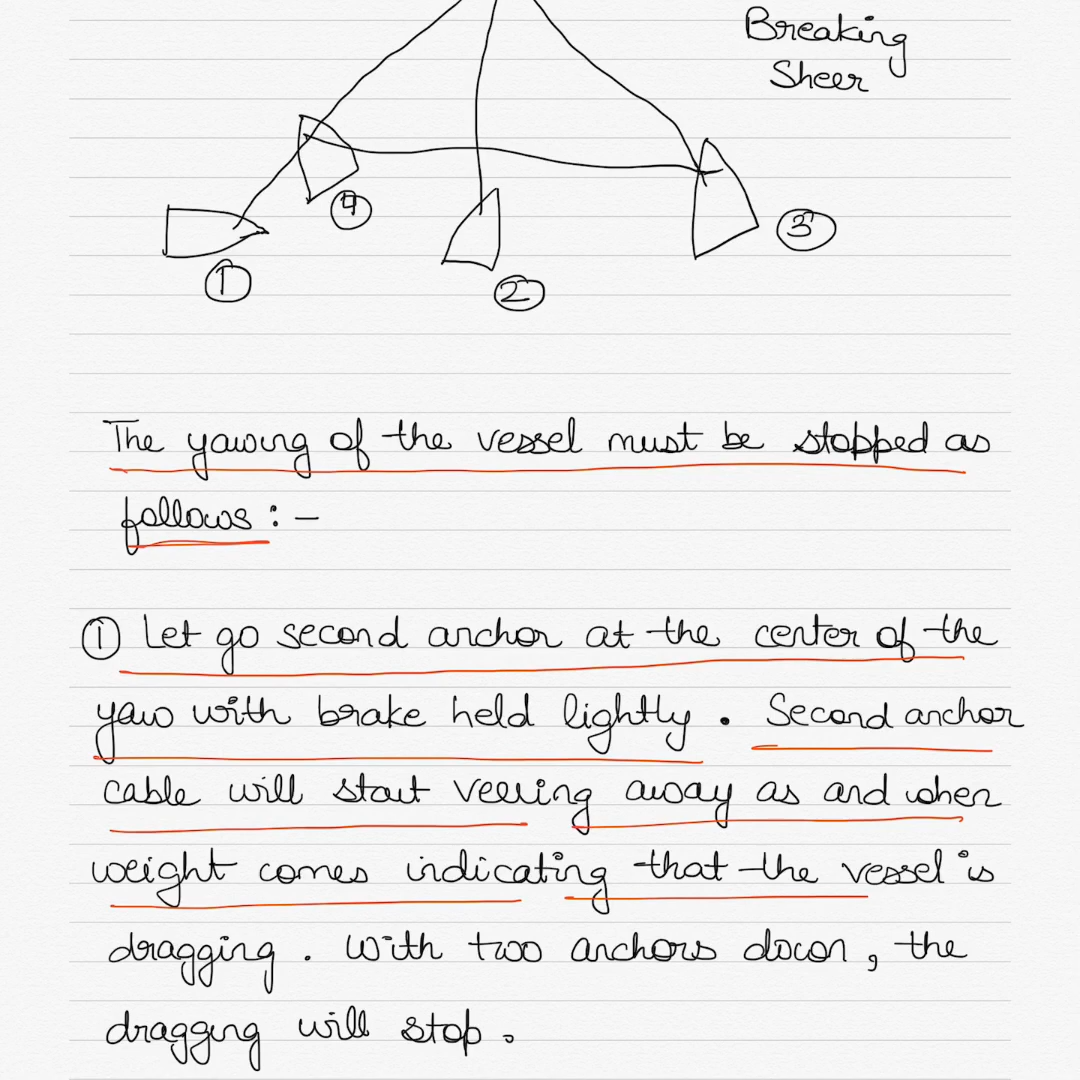 Breaking
Sheer
④
③
①
②
The yawing of the vessel must be stopped as
follows : –
① Let go second anchor at the center of the
yaw with brake held lightly . Second anchor
cable will start veering away as and when
weight comes indicating that the vessel is
dragging . With two anchors down , the
dragging will stop .